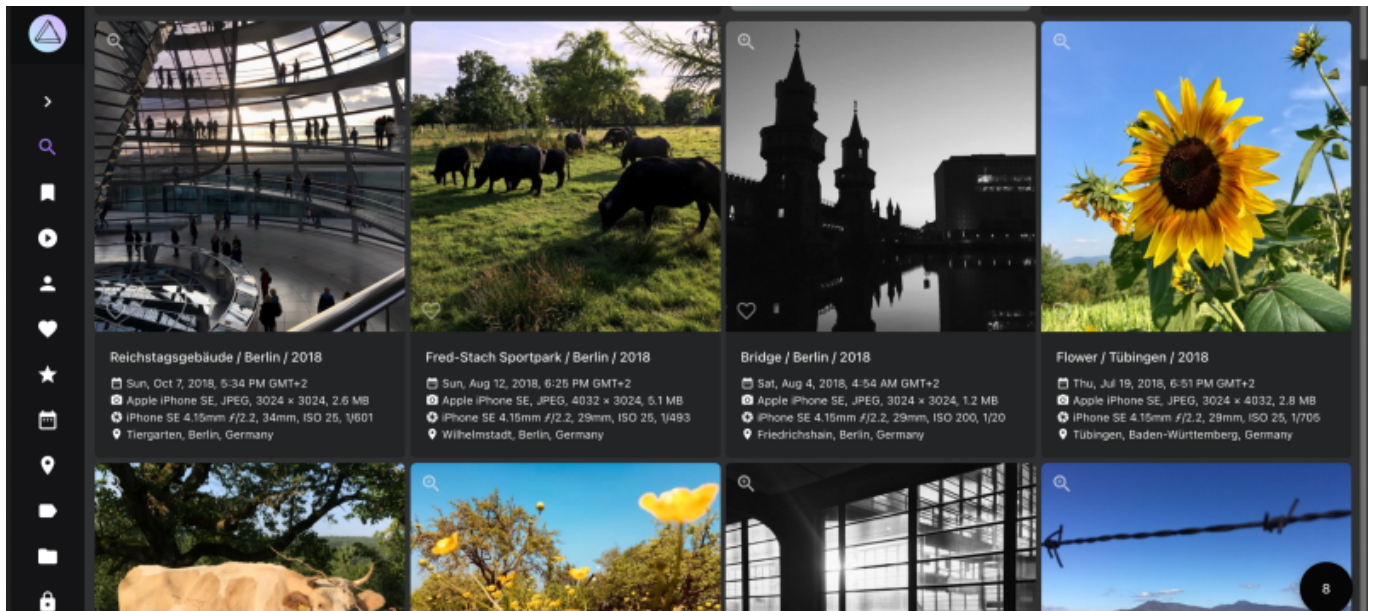 Reichstagsgebäude / Berlin / 2018
Sun, Oct 7, 2018, 5:34 PM GMT+2
Apple iPhone SE, JPEG, 3024 × 3024, 2.6 MB
iPhone SE 4.15mm ƒ/2.2, 34mm, ISO 25, 1/601
Tiergarten, Berlin, Germany
Fred-Stach Sportpark / Berlin / 2018
Sun, Aug 12, 2018, 6:25 PM GMT+2
Apple iPhone SE, JPEG, 4032 × 3024, 5.1 MB
iPhone SE 4.15mm ƒ/2.2, 29mm, ISO 25, 1/493
Wilhelmstadt, Berlin, Germany
Bridge / Berlin / 2018
Sat, Aug 4, 2018, 4:54 AM GMT+2
Apple iPhone SE, JPEG, 3024 × 3024, 1.2 MB
iPhone SE 4.15mm ƒ/2.2, 29mm, ISO 200, 1/20
Friedrichshain, Berlin, Germany
Flower / Tübingen / 2018
Thu, Jul 19, 2018, 6:51 PM GMT+2
Apple iPhone SE, JPEG, 3024 × 4032, 2.8 MB
iPhone SE 4.15mm ƒ/2.2, 29mm, ISO 25, 1/705
Tübingen, Baden-Württemberg, Germany
8